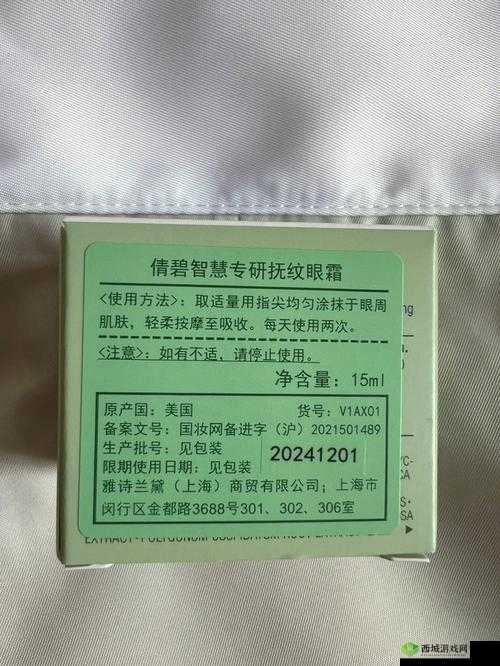 倩碧智慧专研抚纹眼霜
<使用方法>：取适量用指尖均匀涂抹于眼周
肌肤，轻柔按摩至吸收。每天使用两次。
<注意>：如有不适，请停止使用。
净含量：15ml
原产国：美国 货号：V1AX01
备案文号：国妆网备进字（沪）2021501489
生产批号：见包装
限期使用日期：见包装
20241201
雅诗兰黛（上海）商贸有限公司；上海市
闵行区金都路3688号301、302、306室
西城游戏网